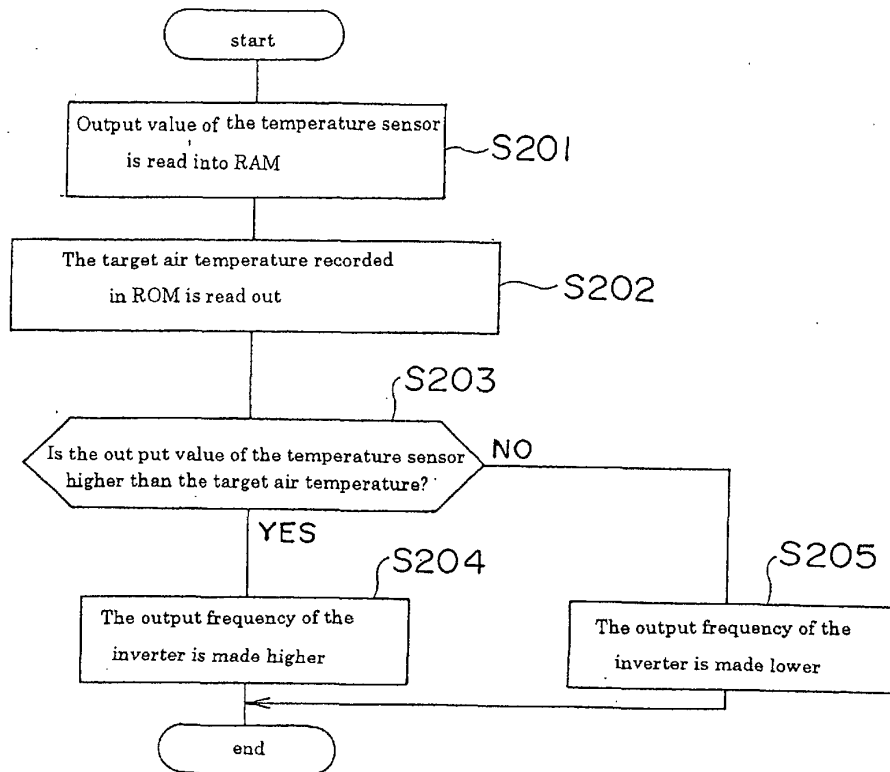 start
Output value of the temperature sensor
is read into RAM
S201
The target air temperature recorded
in ROM is read out
S202
S203
Is the out put value of the temperature sensor
higher than the target air temperature?
NO
YES
S204
The output frequency of the
inverter is made higher
S205
The output frequency of the
inverter is made lower
end